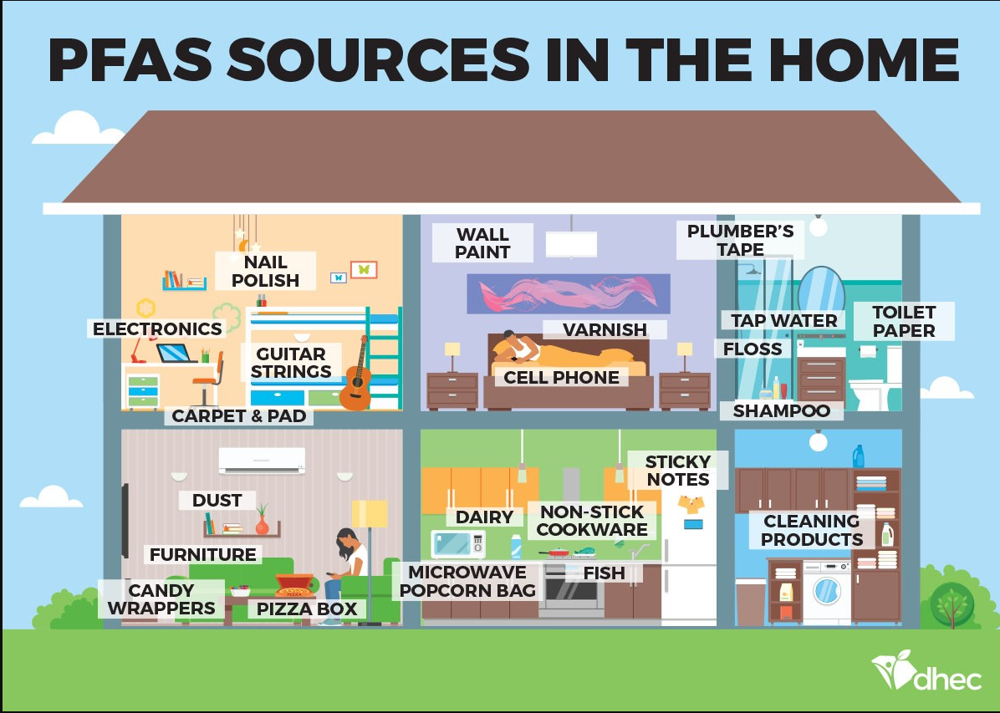 PFAS SOURCES IN THE HOME
NAIL
POLISH
ELECTRONICS
GUITAR
STRINGS
CARPET & PAD
WALL
PAINT
VARNISH
CELL PHONE
PLUMBER'S
TAPE
TAP WATER
FLOSS
TOILET
PAPER
SHAMPOO
DUST
FURNITURE
CANDY
WRAPPERS
PIZZA
PIZZA BOX
STICKY
NOTES
DAIRY
NON-STICK
COOKWARE
MICROWAVE
POPCORN BAG
FISH
CLEANING
PRODUCTS
dhec